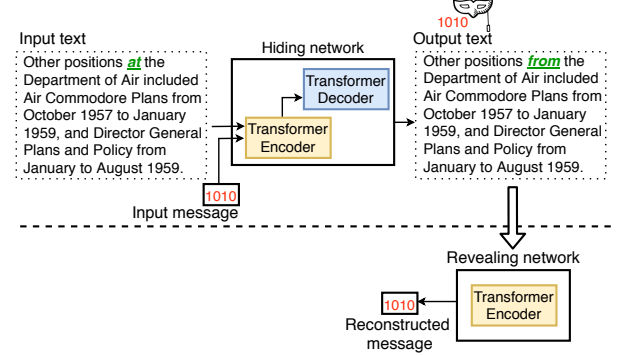 1010
Input text
Hiding network
Output text
Other positions at the
Department of Air included
Air Commodore Plans from
October 1957 to January
1959, and Director General
Plans and Policy from
January to August 1959.
Transformer
Decoder
Transformer
Encoder
Other positions from the
Department of Air included
Air Commodore Plans from
October 1957 to January
1959, and Director General
Plans and Policy from
January to August 1959.
1010
Input message
Revealing network
1010
Transformer
Encoder
Reconstructed
message